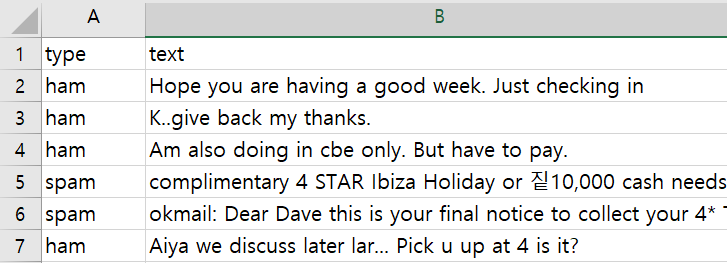 A B
1 type text
2 ham Hope you are having a good week. Just checking in
3 ham K..give back my thanks.
4 ham Am also doing in cbe only. But have to pay.
5 spam complimentary 4 STAR Ibiza Holiday or 짙10,000 cash needs
6 spam okmail: Dear Dave this is your final notice to collect your 4*
7 ham Aiya we discuss later lar... Pick u up at 4 is it?